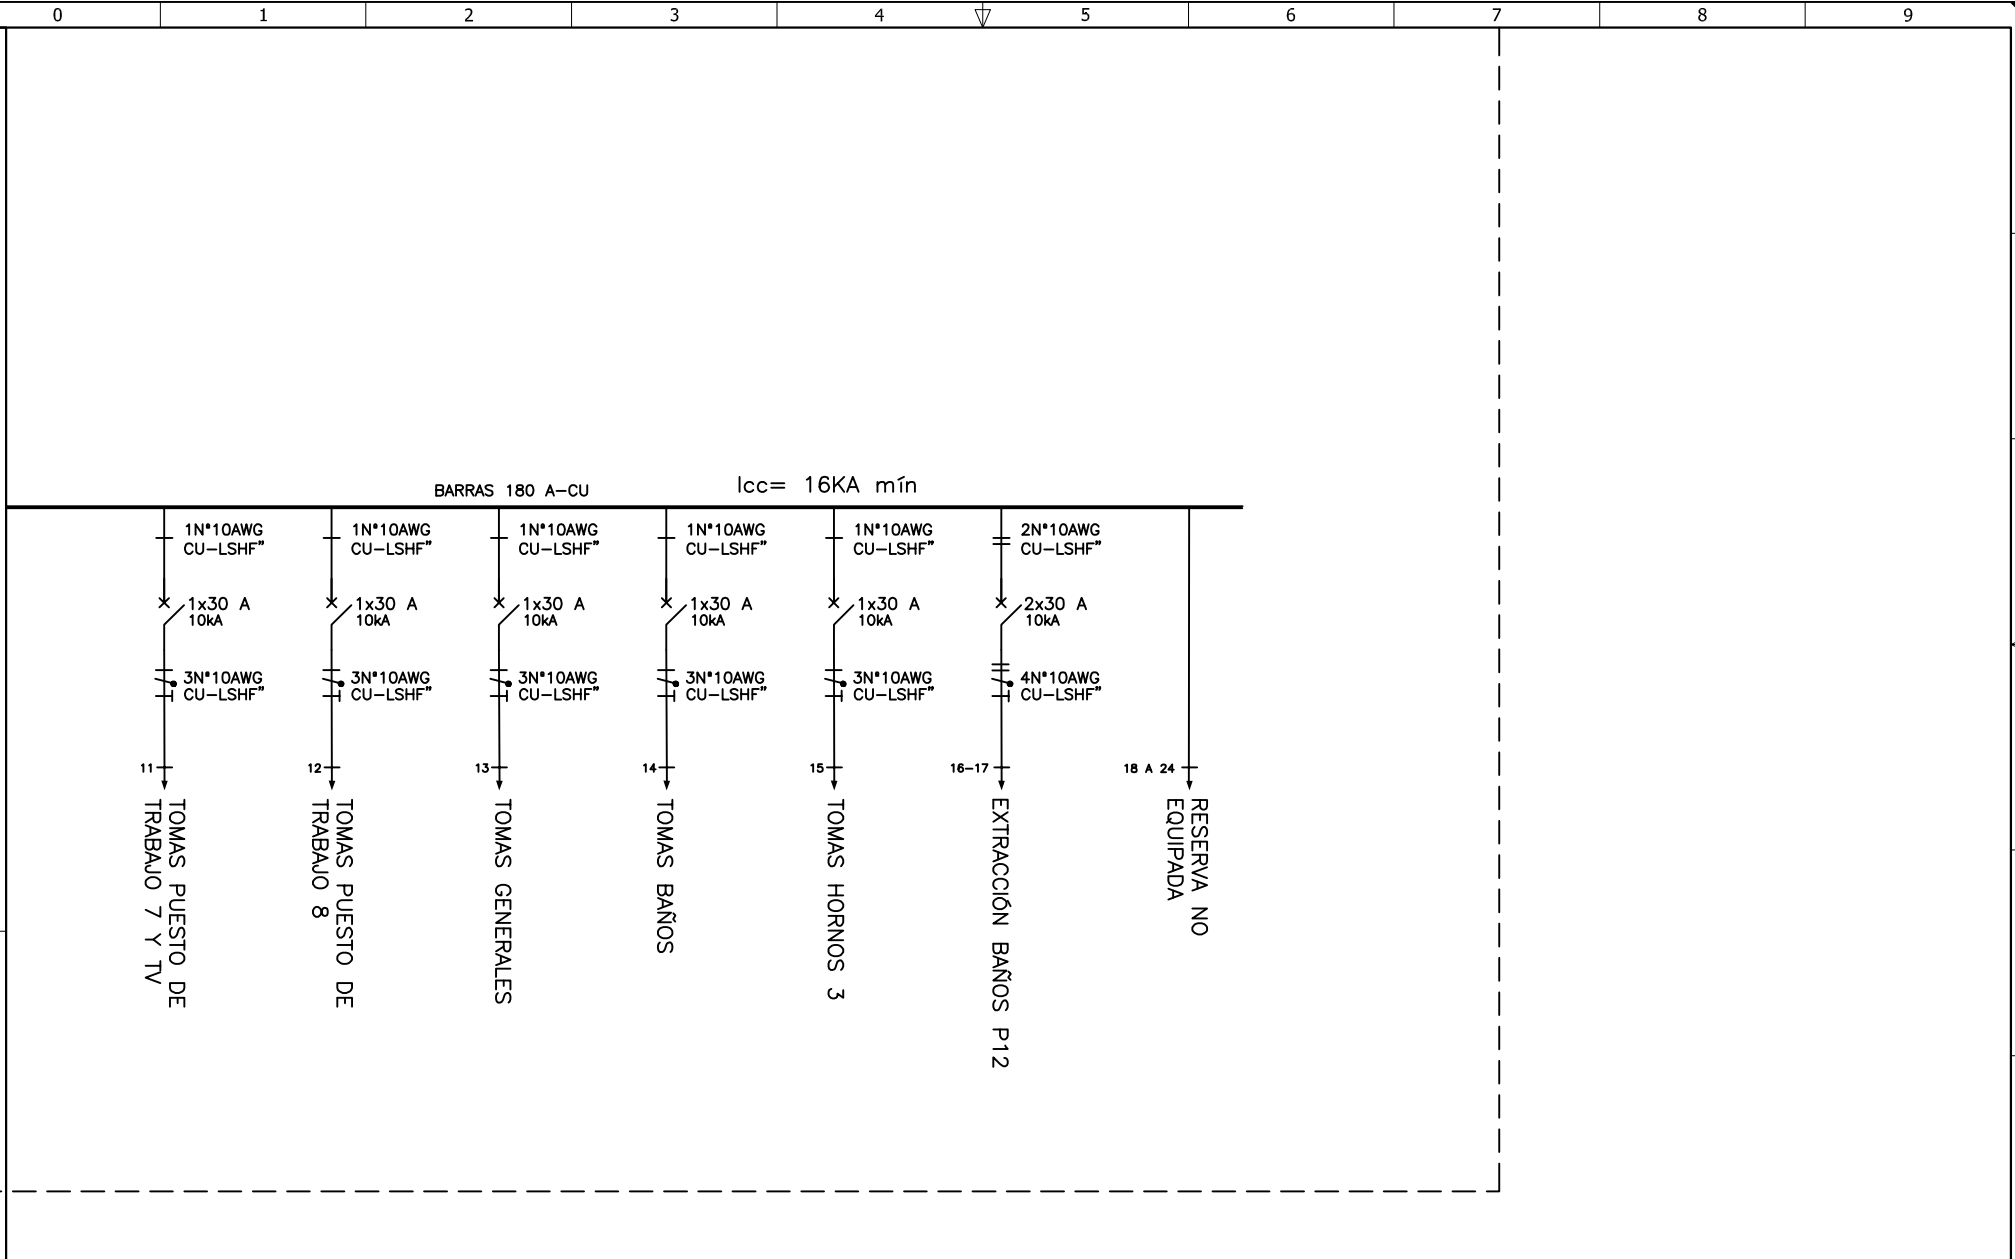 0 1 2 3 4 5 6 7 8 9
BARRAS 180 A-CU
Icc= 16KA mín
1N°10AWG
CU-LSHF"
1x30 A
10kA
3N°10AWG
CU-LSHF"
11
TOMAS PUESTO DE
TRABAJO 7 Y TV
1N°10AWG
CU-LSHF"
1x30 A
10kA
3N°10AWG
CU-LSHF"
12
TOMAS PUESTO DE
TRABAJO 8
1N°10AWG
CU-LSHF"
1x30 A
10kA
3N°10AWG
CU-LSHF"
13
TOMAS GENERALES
1N°10AWG
CU-LSHF"
1x30 A
10kA
3N°10AWG
CU-LSHF"
14
TOMAS BAÑOS
1N°10AWG
CU-LSHF"
1x30 A
10kA
3N°10AWG
CU-LSHF"
15
TOMAS HORNOS 3
2N°10AWG
CU-LSHF"
2x30 A
10kA
4N°10AWG
CU-LSHF"
16-17
EXTRACCIÓN BAÑOS P12
18 A 24
RESERVA NO
EQUIPADA